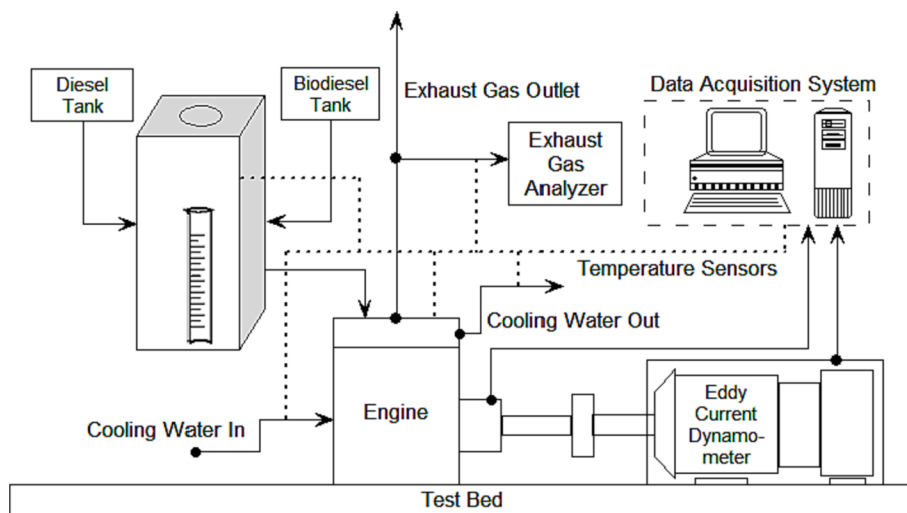 Diesel
Tank
Biodiesel
Tank
Exhaust Gas Outlet
Data Acquisition System
Exhaust
Gas
Analyzer
Temperature Sensors
Cooling Water Out
Engine
Eddy
Current
Dynamo-
meter
Cooling Water In
Test Bed